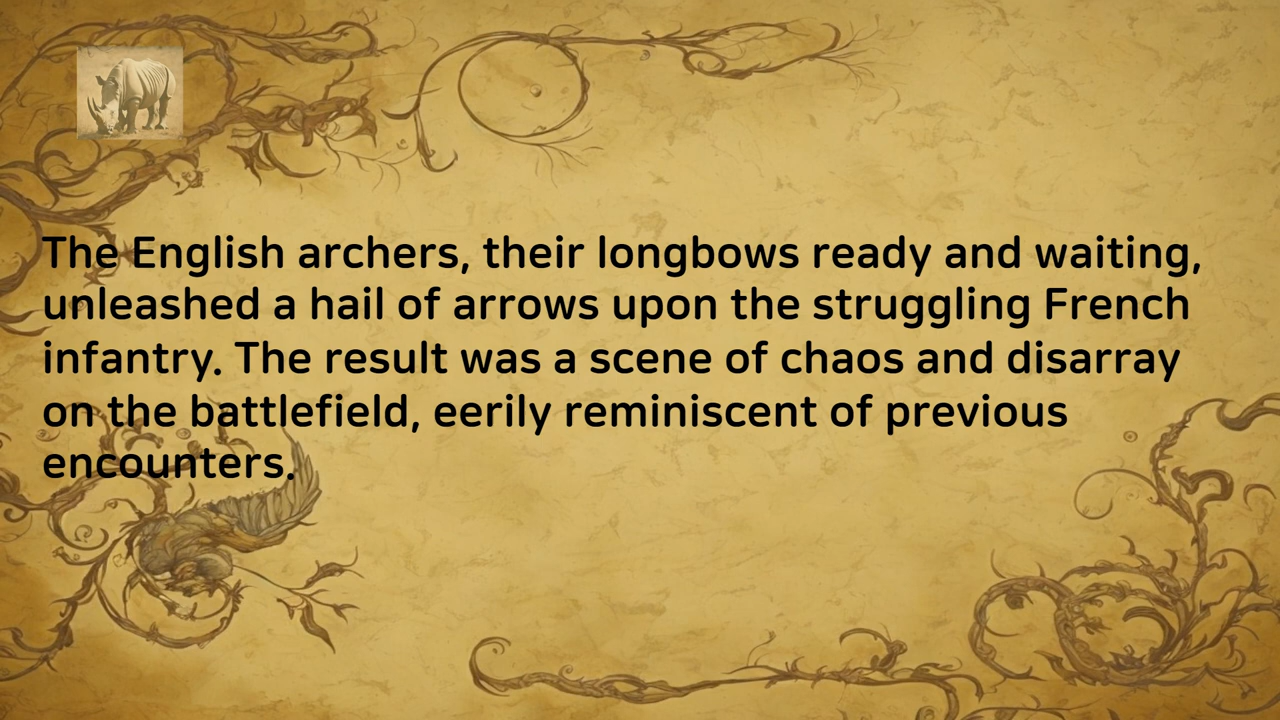 The English archers, their longbows ready and waiting,
unleashed a hail of arrows upon the struggling French
infantry. The result was a scene of chaos and disarray
on the battlefield, eerily reminiscent of previous
encounters.